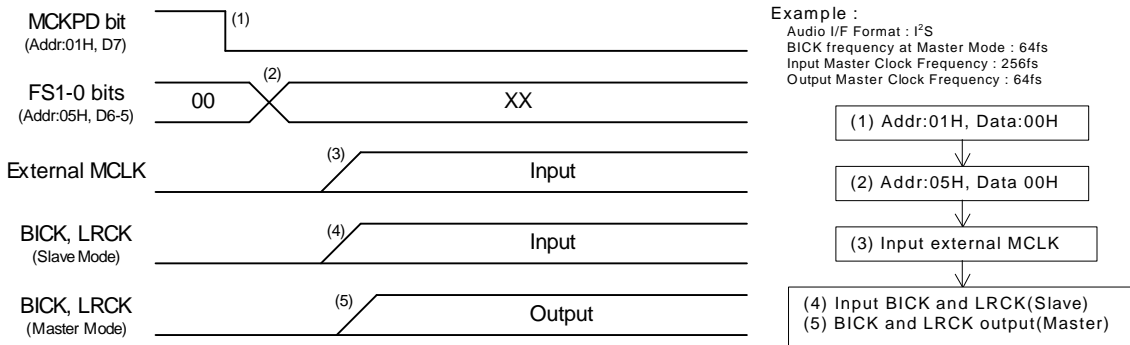 MCKPD bit
(Addr:01H, D7)
(1)
FS1-0 bits
(Addr:05H, D6-5)
00
(2)
XX
External MCLK
(3)
Input
BICK, LRCK
(Slave Mode)
(4)
Input
BICK, LRCK
(Master Mode)
(5)
Output
Example :
Audio I/F Format : I²S
BICK frequency at Master Mode : 64fs
Input Master Clock Frequency : 256fs
Output Master Clock Frequency : 64fs
(1) Addr:01H, Data:00H
(2) Addr:05H, Data 00H
(3) Input external MCLK
(4) Input BICK and LRCK(Slave)
(5) BICK and LRCK output(Master)